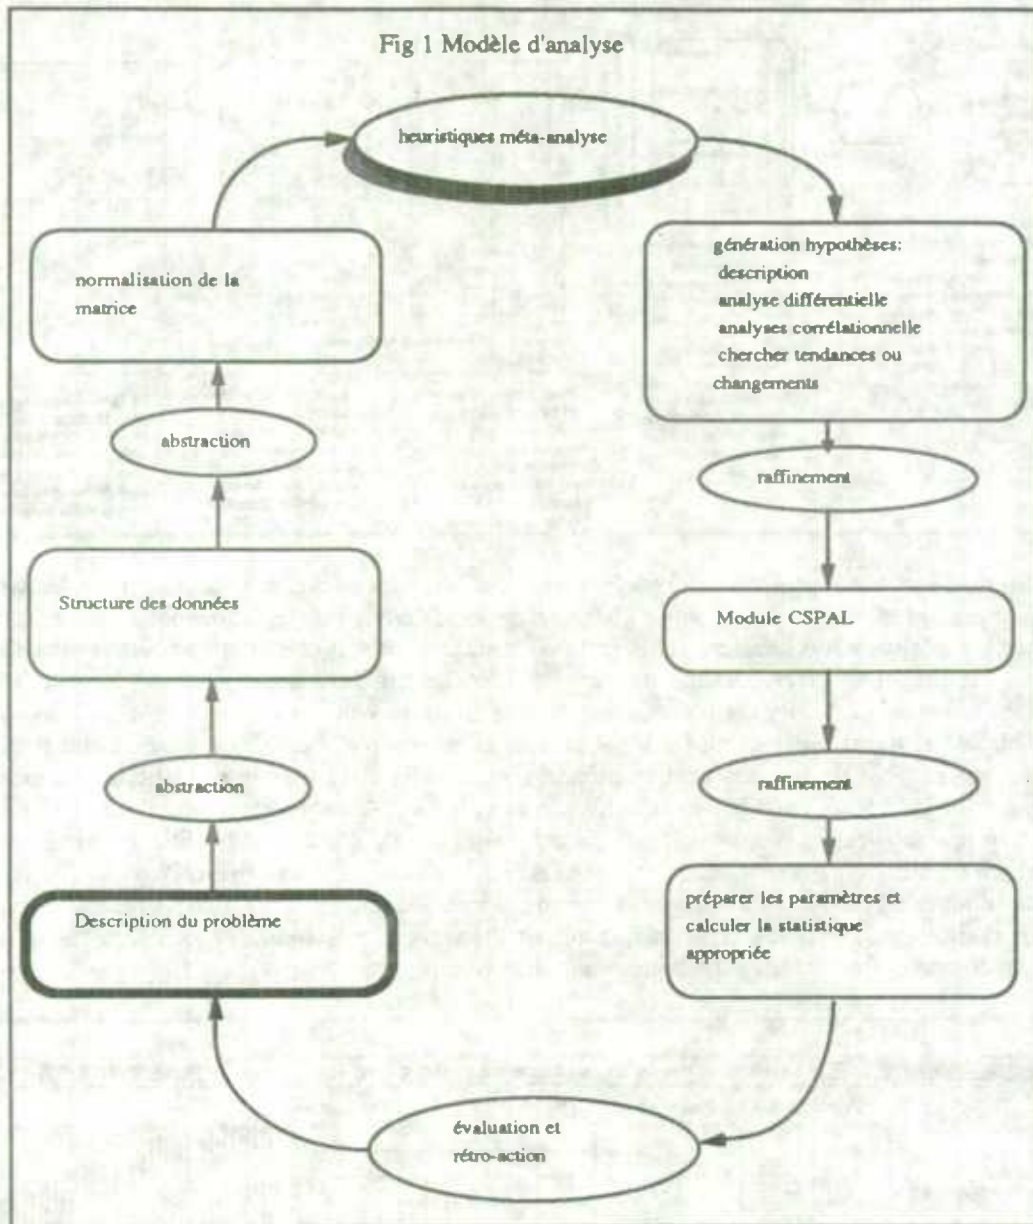 Fig 1 Modèle d'analyse
heuristiques méta-analyse
normalisation de la
matrice
génération hypothèses:
description
analyse différentielle
analyses corrélationnelle
chercher tendances ou
changements
abstraction
raffinement
Structure des données
Module CSPAL
abstraction
raffinement
Description du problème
préparer les paramètres et
calculer la statistique
appropriée
évaluation et
rétro-action